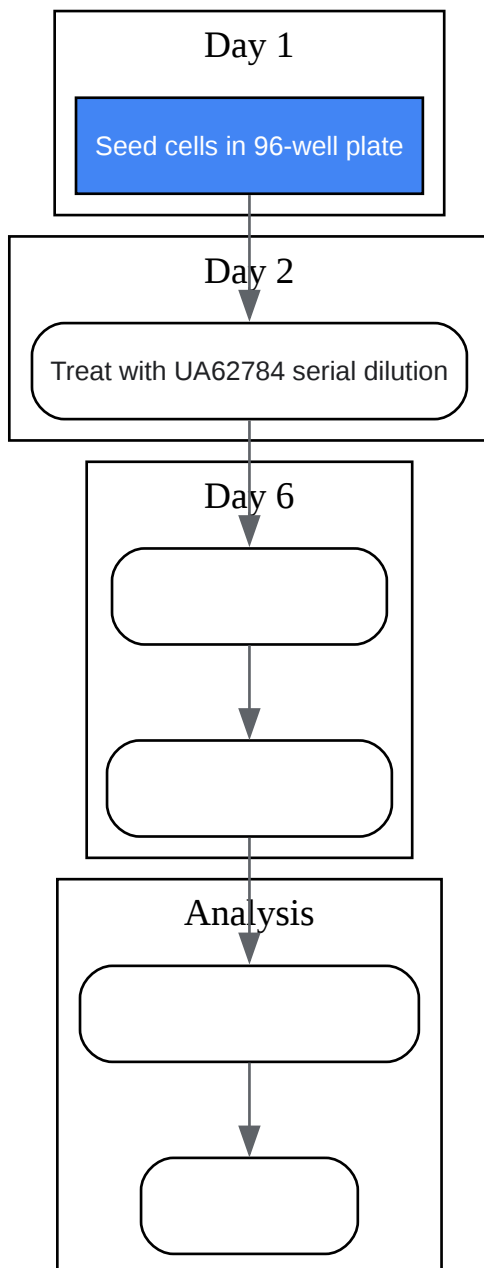 Day 1
Seed cells in 96-well plate
Day 2
Treat with UA62784 serial dilution
Day 6
Analysis